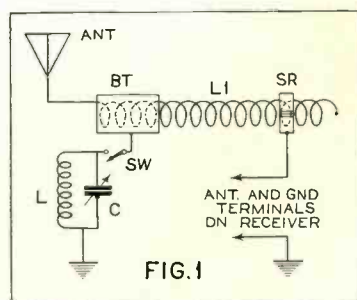 ANT
BT
L1
SR
SW
L
C
ANT. AND GND
TERMINALS
ON RECEIVER
FIG.1